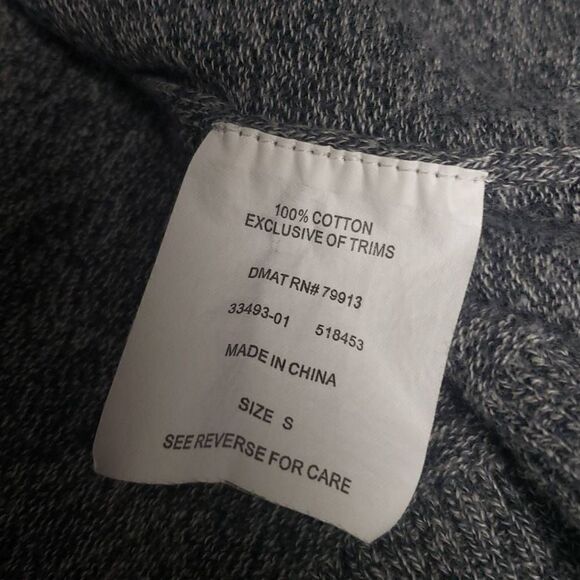 100% COTTON
EXCLUSIVE OF TRIMS
DMAT RN# 79913
33493-01 518453
MADE IN CHINA
SIZE S
SEE REVERSE FOR CARE